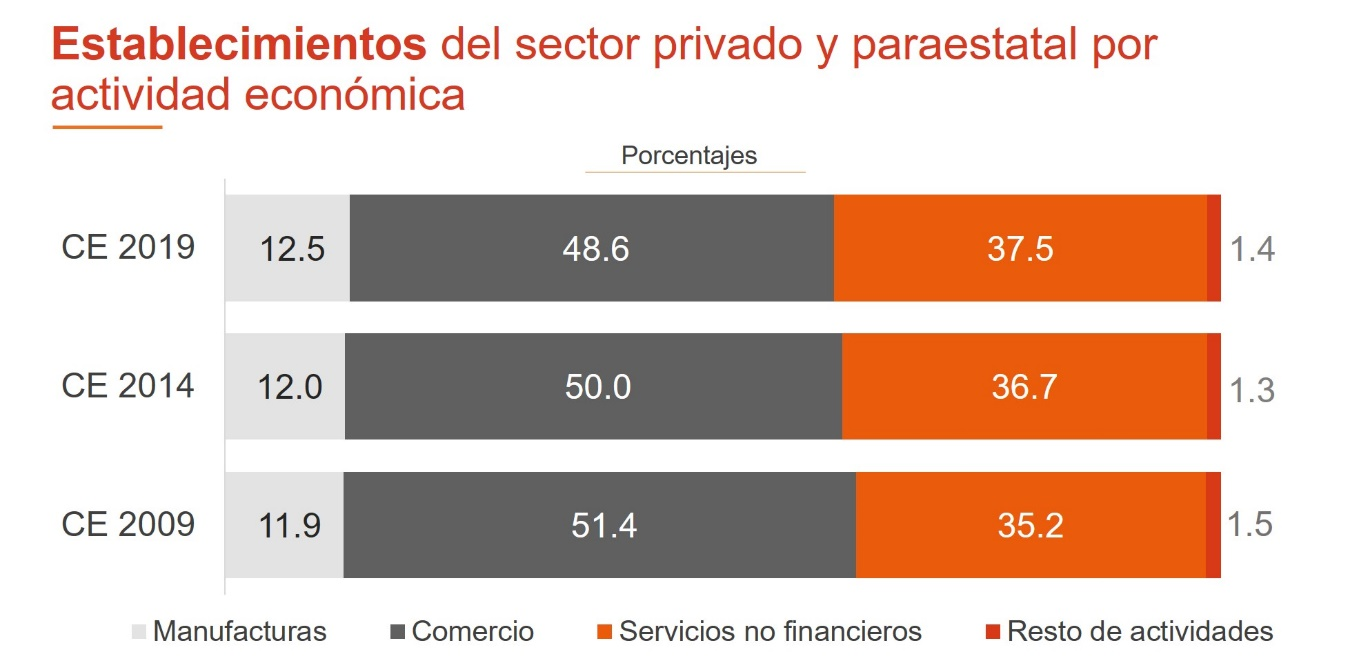 Establecimientos del sector privado y paraestatal por
actividad económica
Porcentajes
CE 2019 12.5 48.6 37.5 1.4
CE 2014 12.0 50.0 36.7 1.3
CE 2009 11.9 51.4 35.2 1.5
Manufacturas Comercio Servicios no financieros Resto de actividades